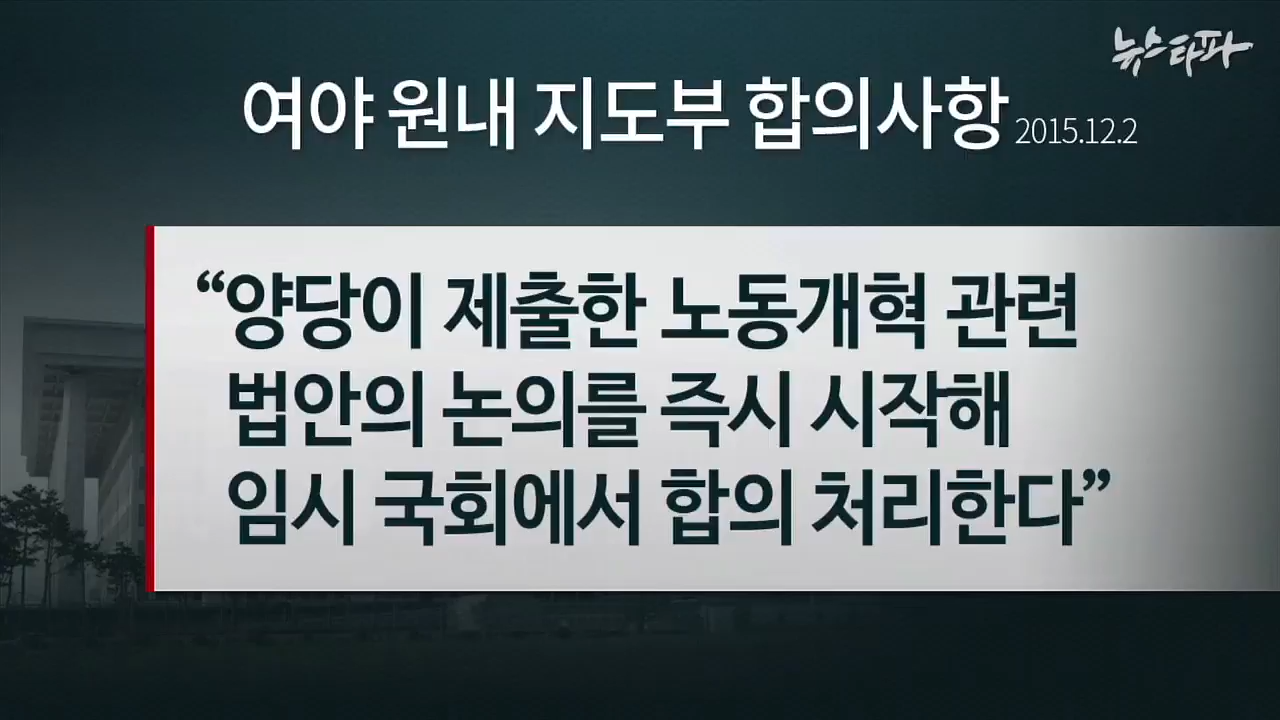 뉴스타파
여야 원내 지도부 합의사항 2015.12.2
“양당이 제출한 노동개혁 관련
법안의 논의를 즉시 시작해
임시 국회에서 합의 처리한다”